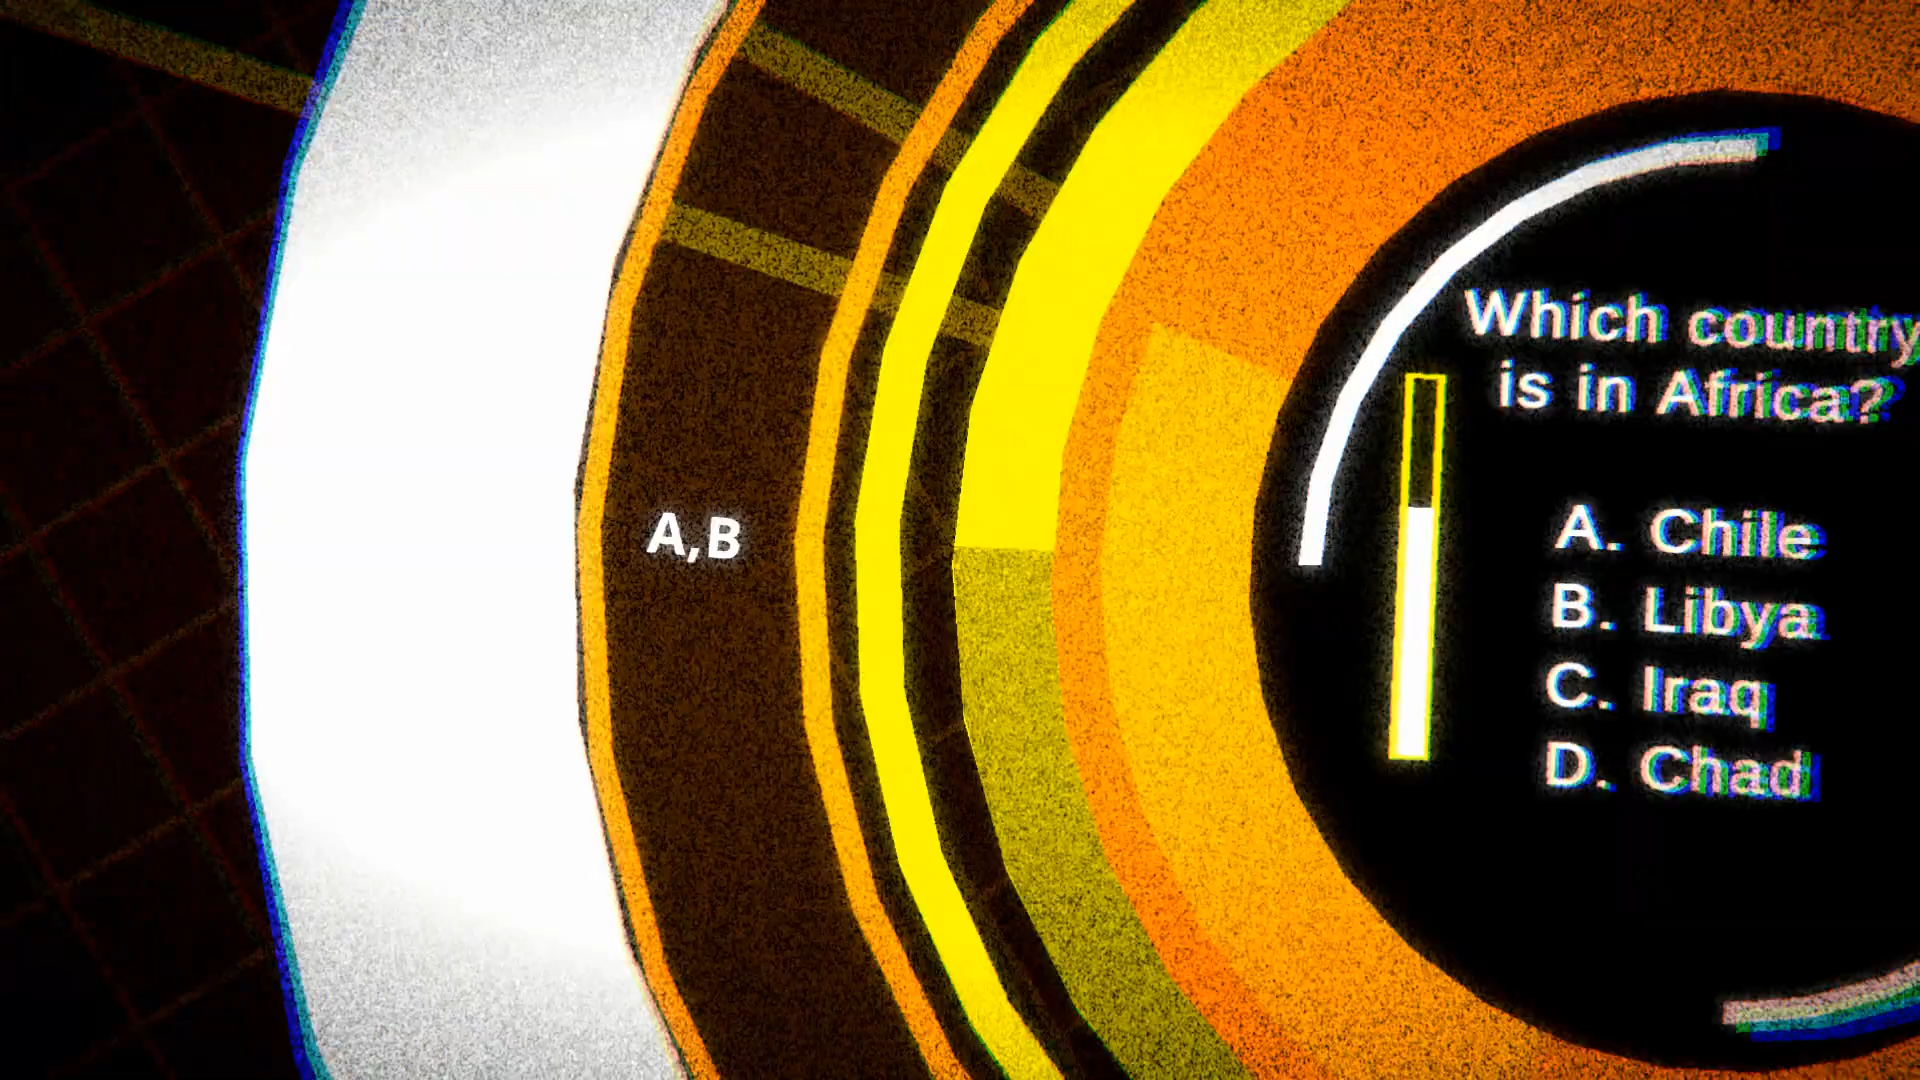 A,B
Which country
is in Africa?
A. Chile
B. Libya
C. Iraq
D. Chad